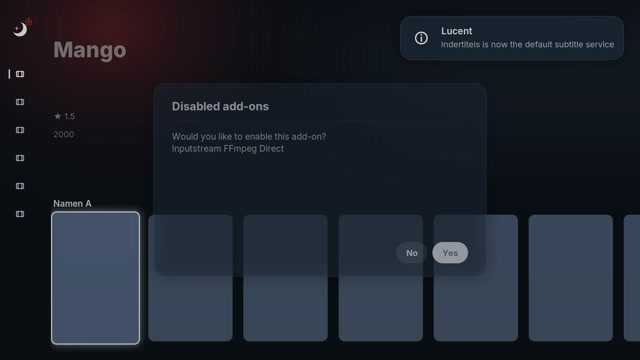 Mango
Lucent
Ondertitels is now the default subtitle service
Disabled add-ons
★ 1.5
2000
Would you like to enable this add-on?
Inputstream FFmpeg Direct
Namen A
No
Yes